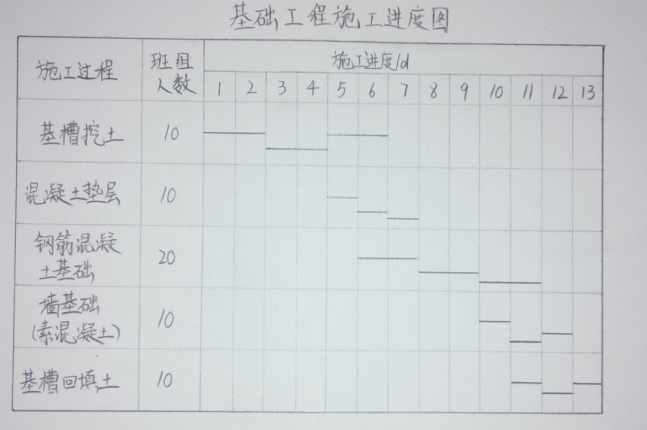 基础工程施工进度图
施工过程 班组人数 施工进度/d
1 2 3 4 5 6 7 8 9 10 11 12 13
基槽挖土 10
混凝土垫层 10
钢筋混凝
土基础 20
墙基础
(素混凝土) 10
基槽回填土 10